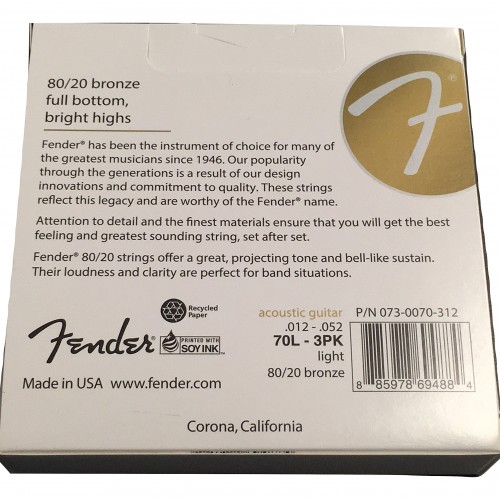 80/20 bronze
full bottom,
bright highs
F
Fender® has been the instrument of choice for many of
the greatest musicians since 1946. Our popularity
through the generations is a result of our design
innovations and commitment to quality. These strings
reflect this legacy and are worthy of the Fender® name.
Attention to detail and the finest materials ensure that you will get the best
feeling and greatest sounding string, set after set.
Fender® 80/20 strings offer a great, projecting tone and bell-like sustain.
Their loudness and clarity are perfect for band situations.
Recycled
Paper
Fender
PRINTED WITH
SOY INK™
Made in USA www.fender.com
acoustic guitar
.012 - .052
70L - 3PK
light
80/20 bronze
P/N 073-0070-312
8 85978 69488 4
Corona, California